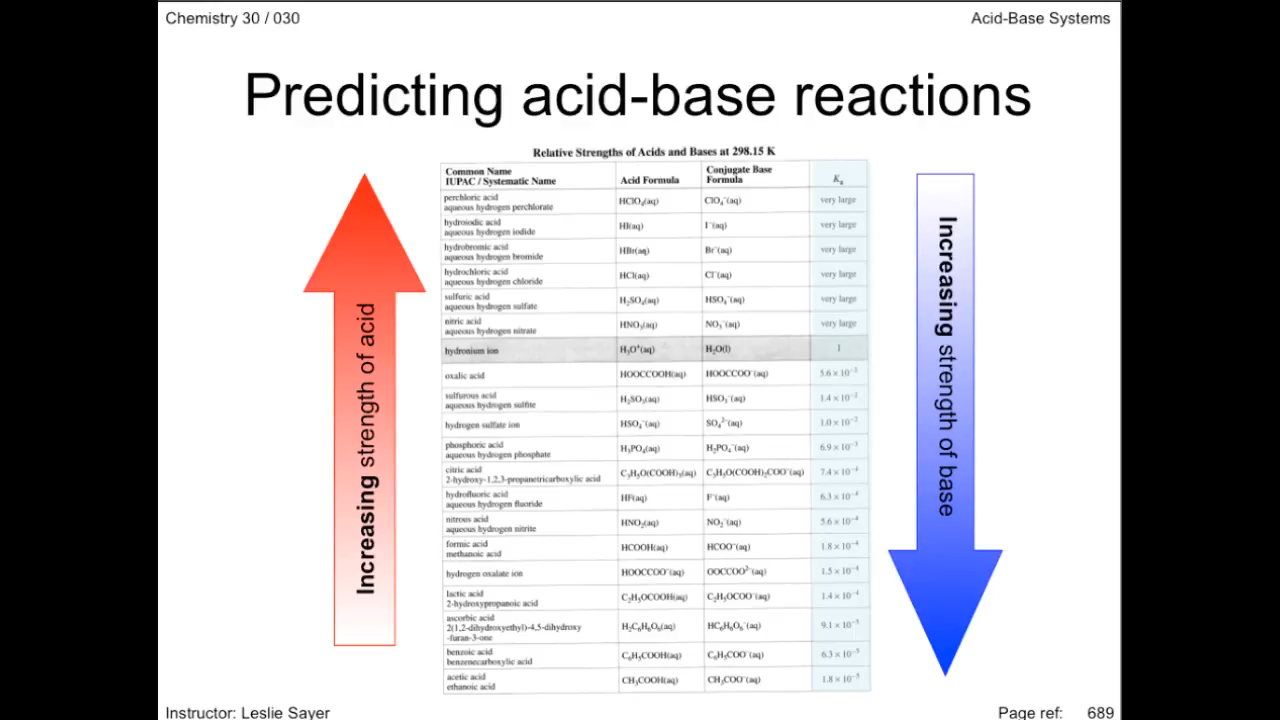 Chemistry 30 / 030
Acid-Base Systems
Predicting acid-base reactions
Relative Strengths of Acids and Bases at 298.15 K
Common Name
IUPAC / Systematic Name
Acid Formula
Conjugate Base
Formula
Kₐ
perchloric acid
aqueous hydrogen perchlorate
HClO₄(aq)
ClO₄⁻(aq)
very large
hydroiodic acid
aqueous hydrogen iodide
HI(aq)
I⁻(aq)
very large
hydrobromic acid
aqueous hydrogen bromide
HBr(aq)
Br⁻(aq)
very large
hydrochloric acid
aqueous hydrogen chloride
HCl(aq)
Cl⁻(aq)
very large
sulfuric acid
aqueous hydrogen sulfate
H₂SO₄(aq)
HSO₄⁻(aq)
very large
nitric acid
aqueous hydrogen nitrate
HNO₃(aq)
NO₃⁻(aq)
very large
hydronium ion
H₃O⁺(aq)
H₂O(l)
1
oxalic acid
HOOCCOOH(aq)
HOOCCOO⁻(aq)
5.6 × 10⁻²
sulfurous acid
aqueous hydrogen sulfite
H₂SO₃(aq)
HSO₃⁻(aq)
1.4 × 10⁻²
hydrogen sulfate ion
HSO₄⁻(aq)
SO₄²⁻(aq)
1.0 × 10⁻²
phosphoric acid
aqueous hydrogen phosphate
H₃PO₄(aq)
H₂PO₄⁻(aq)
6.9 × 10⁻³
citric acid
2-hydroxy-1,2,3-propanetricarboxylic acid
C₃H₅O(COOH)₃(aq)
C₃H₅O(COOH)₂COO⁻(aq)
7.4 × 10⁻⁴
hydrofluoric acid
aqueous hydrogen fluoride
HF(aq)
F⁻(aq)
6.3 × 10⁻⁴
nitrous acid
aqueous hydrogen nitrite
HNO₂(aq)
NO₂⁻(aq)
5.6 × 10⁻⁴
formic acid
methanoic acid
HCOOH(aq)
HCOO⁻(aq)
1.8 × 10⁻⁴
hydrogen oxalate ion
HOOCCOO⁻(aq)
OOCCOO²⁻(aq)
1.5 × 10⁻⁴
lactic acid
2-hydroxypropanoic acid
C₂H₅OCOOH(aq)
C₂H₅OCOO⁻(aq)
1.4 × 10⁻⁴
ascorbic acid
2(1,2-dihydroxyethyl)-4,5-dihydroxy
-furan-3-one
H₂C₆H₆O₆(aq)
HC₆H₆O₆⁻(aq)
9.1 × 10⁻⁵
benzoic acid
benzenecarboxylic acid
C₆H₅COOH(aq)
C₆H₅COO⁻(aq)
6.3 × 10⁻⁵
acetic acid
ethanoic acid
CH₃COOH(aq)
CH₃COO⁻(aq)
1.8 × 10⁻⁵
Increasing strength of acid
Increasing strength of base
Instructor: Leslie Sayer
Page ref: 689